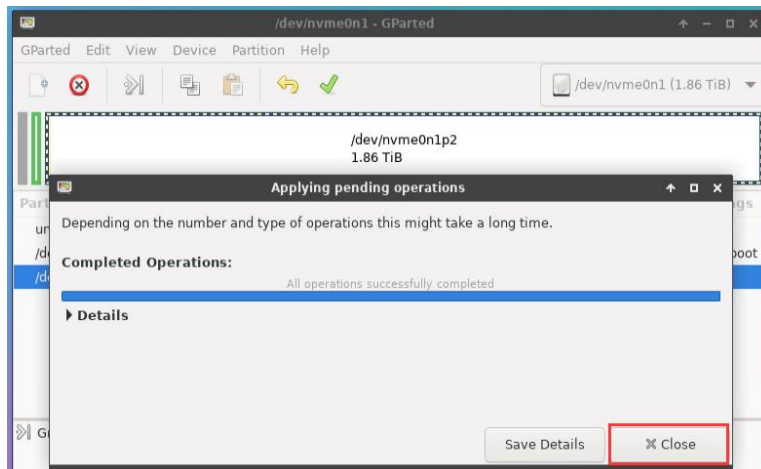 /dev/nvme0n1 - GParted
GParted Edit View Device Partition Help
/dev/nvme0n1 (1.86 TiB)
/dev/nvme0n1p2
1.86 TiB
Applying pending operations
Depending on the number and type of operations this might take a long time.
boot
Completed Operations:
All operations successfully completed
Details
Save Details Close